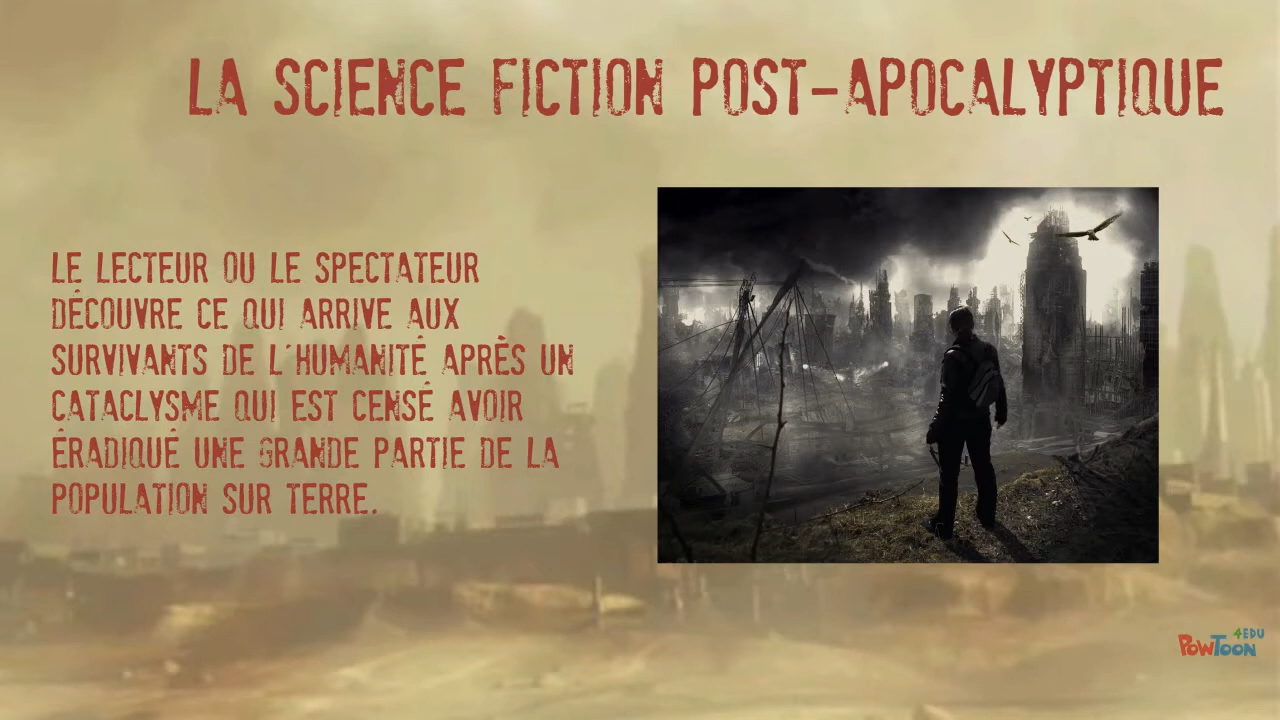 LA SCIENCE FICTION POST-APOCALYPTIQUE
LE LECTEUR OU LE SPECTATEUR
DÉCOUVRE CE QUI ARRIVE AUX
SURVIVANTS DE L'HUMANITÉ APRÈS UN
CATACLYSME QUI EST CENSÉ AVOIR
ÉRADIQUÉ UNE GRANDE PARTIE DE LA
POPULATION SUR TERRE.
4EDU
POWTOON